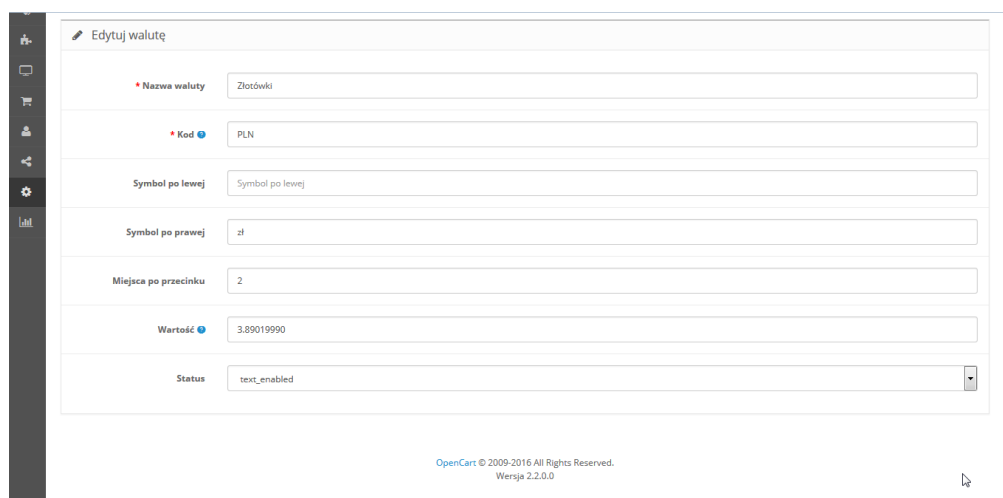 Edytuj walutę
* Nazwa waluty Złotówki
* Kod ? PLN
Symbol po lewej Symbol po lewej
Symbol po prawej zł
Miejsca po przecinku 2
Wartość ? 3.89019990
Status text_enabled
OpenCart © 2009-2016 All Rights Reserved.
Wersja 2.2.0.0